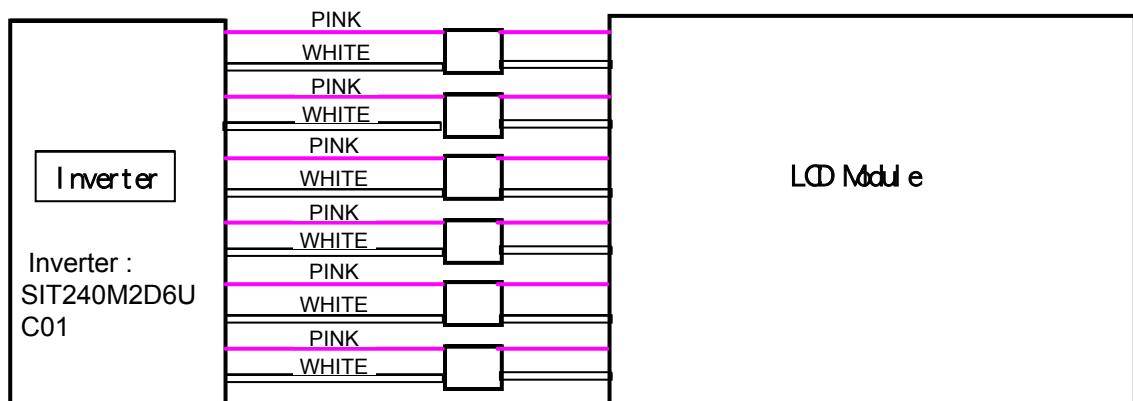 PINK
WHITE
PINK
WHITE
PINK
WHITE
PINK
WHITE
PINK
WHITE
PINK
WHITE
Inverter
Inverter :
SIT240M2D6U
C01
LCD Module